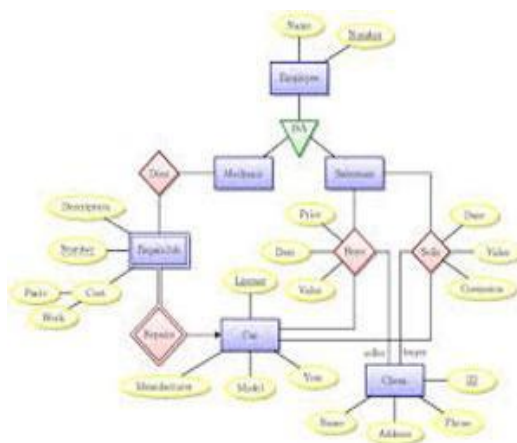 Name
Number
Employee
ISA
Mechanic
Salesman
Does
Description
Number
RepairJob
Parts
Cost
Work
Repairs
Price
Date
Value
Buys
Sells
Date
Value
Comission
License
Car
Manufacturer
Model
Year
seller
buyer
Client
ID
Name
Address
Phone